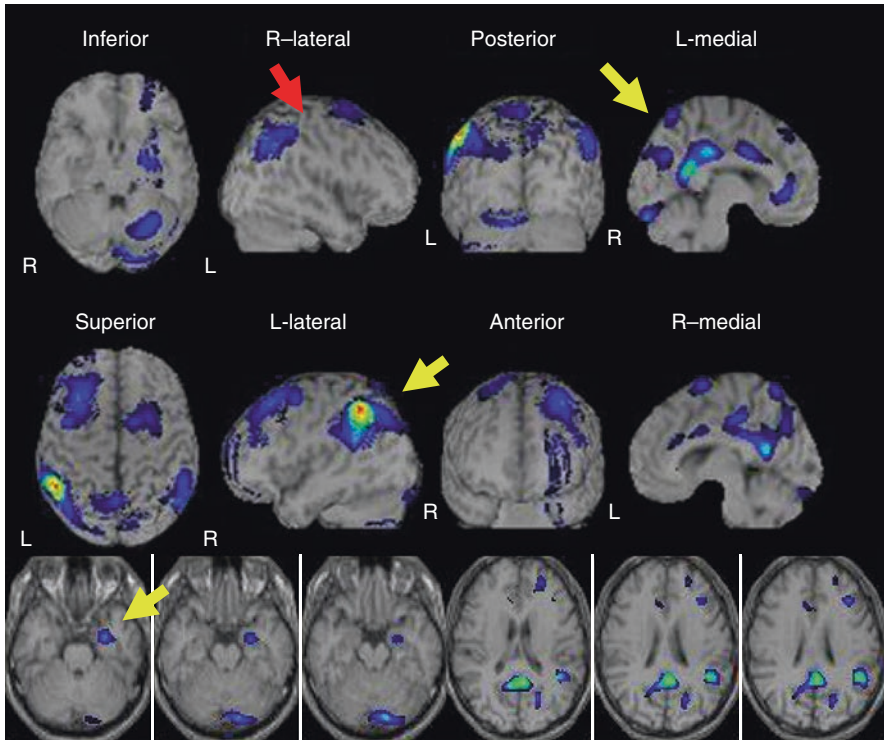 Inferior R–lateral Posterior L-medial
R L L R
Superior L-lateral Anterior R–medial
L R R L